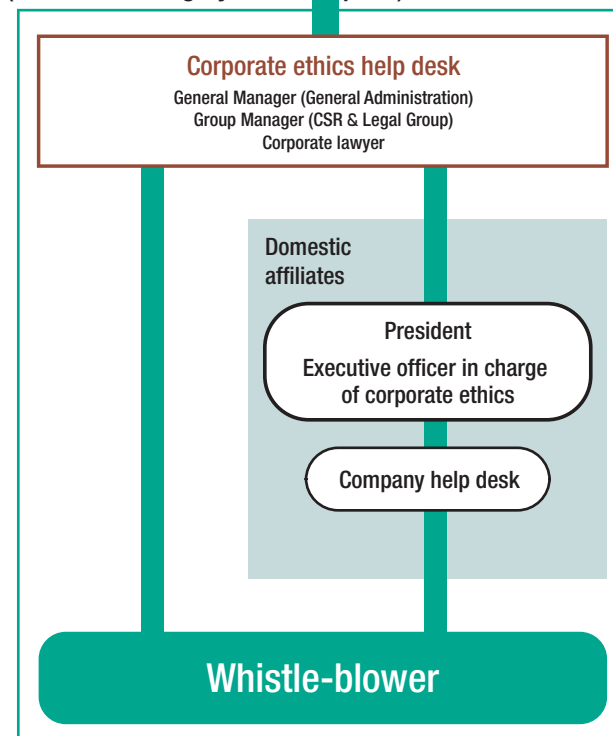 Corporate ethics help desk
General Manager (General Administration)
Group Manager (CSR & Legal Group)
Corporate lawyer
Domestic
affiliates
President
Executive officer in charge
of corporate ethics
Company help desk
Whistle-blower